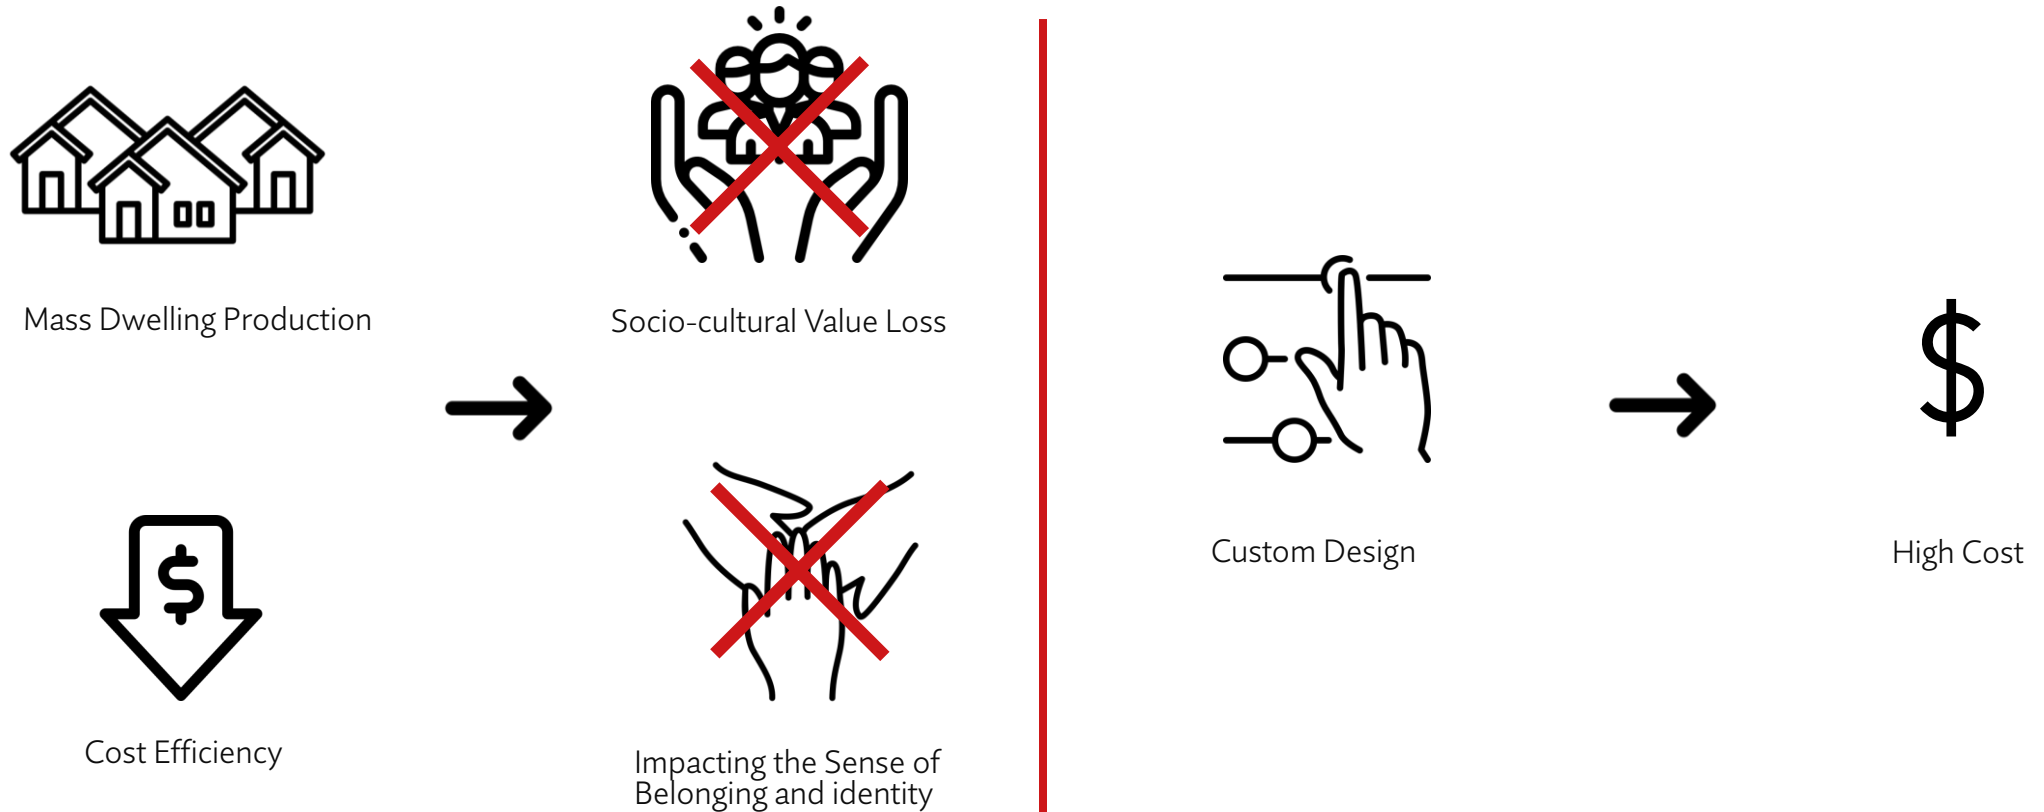 Mass Dwelling Production
Socio-cultural Value Loss
Cost Efficiency
Impacting the Sense of
Belonging and identity
Custom Design
High Cost
$
$